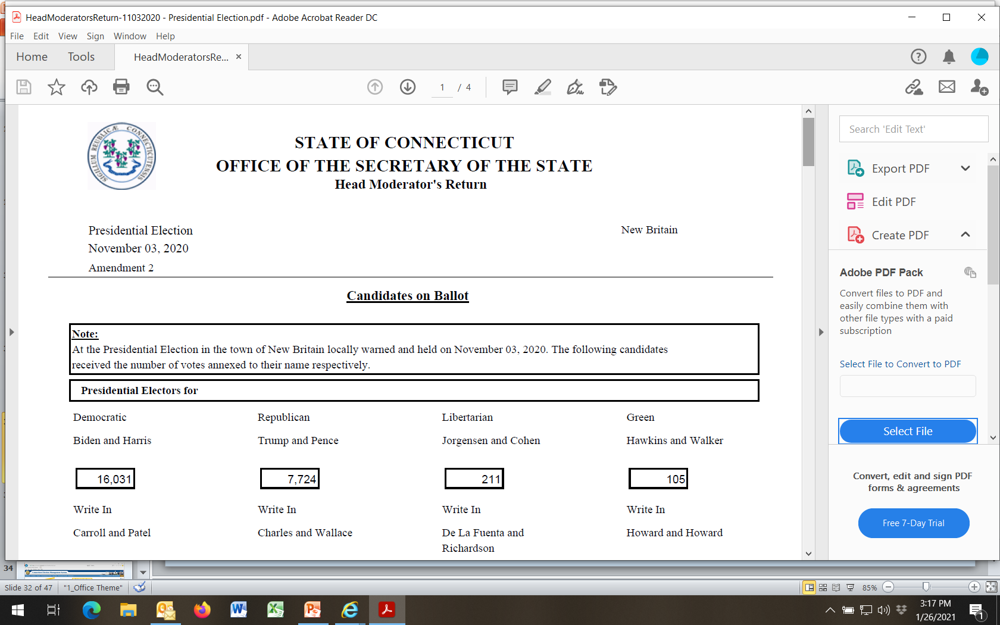 HeadModeratorsReturn-11032020 - Presidential Election.pdf - Adobe Acrobat Reader DC
File Edit View Sign Window Help
Home Tools HeadModeratorsRe... ×
1 / 4
SIGILLUM REIPUBLICÆ CONNECTICUTENSIS
STATE OF CONNECTICUT
OFFICE OF THE SECRETARY OF THE STATE
Head Moderator's Return
Presidential Election New Britain
November 03, 2020
Amendment 2
Candidates on Ballot
Note:
At the Presidential Election in the town of New Britain locally warned and held on November 03, 2020. The following candidates
received the number of votes annexed to their name respectively.
Presidential Electors for
Democratic Republican Libertarian Green
Biden and Harris Trump and Pence Jorgensen and Cohen Hawkins and Walker
16,031 7,724 211 105
Write In Write In Write In Write In
Carroll and Patel Charles and Wallace De La Fuenta and Howard and Howard
Richardson
Search 'Edit Text'
Export PDF
Edit PDF
Create PDF
Adobe PDF Pack
Convert files to PDF and
easily combine them with
other file types with a paid
subscription
Select File to Convert to PDF
Select File
Convert, edit and sign PDF
forms & agreements
Free 7-Day Trial
34
Slide 32 of 47 "1_Office Theme" 85%
3:17 PM
1/26/2021
1